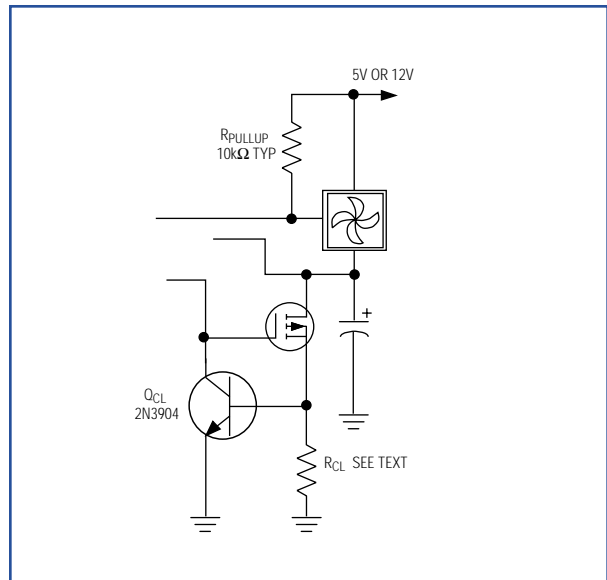 5V OR 12V
RPULLUP
10kΩ TYP
+
QCL
2N3904
RCL SEE TEXT